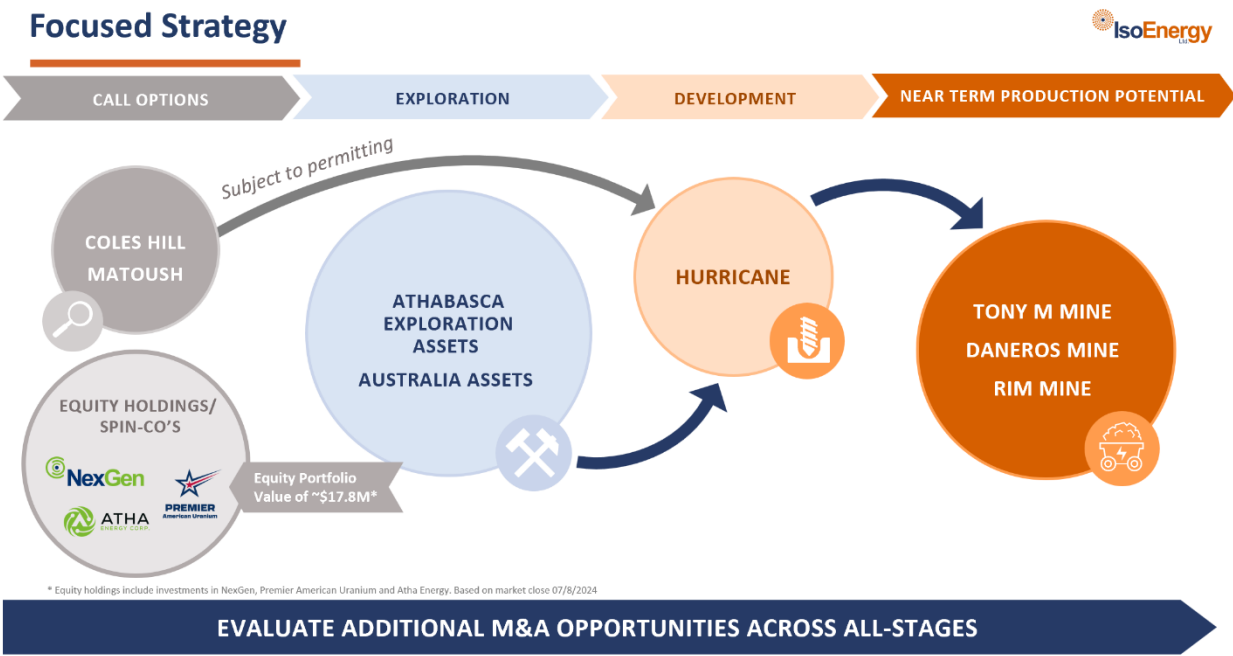 Focused Strategy
IsoEnergy
Ltd.
CALL OPTIONS
EXPLORATION
DEVELOPMENT
NEAR TERM PRODUCTION POTENTIAL
Subject to permitting
COLES HILL
MATOUSH
ATHABASCA
EXPLORATION
ASSETS
AUSTRALIA ASSETS
HURRICANE
TONY M MINE
DANEROS MINE
RIM MINE
EQUITY HOLDINGS/
SPIN-CO'S
NexGen
PREMIER
American Uranium
ATHA
ENERGY CORP.
Equity Portfolio
Value of ~$17.8M*
* Equity holdings include investments in NexGen, Premier American Uranium and Atha Energy. Based on market close 07/8/2024
EVALUATE ADDITIONAL M&A OPPORTUNITIES ACROSS ALL-STAGES